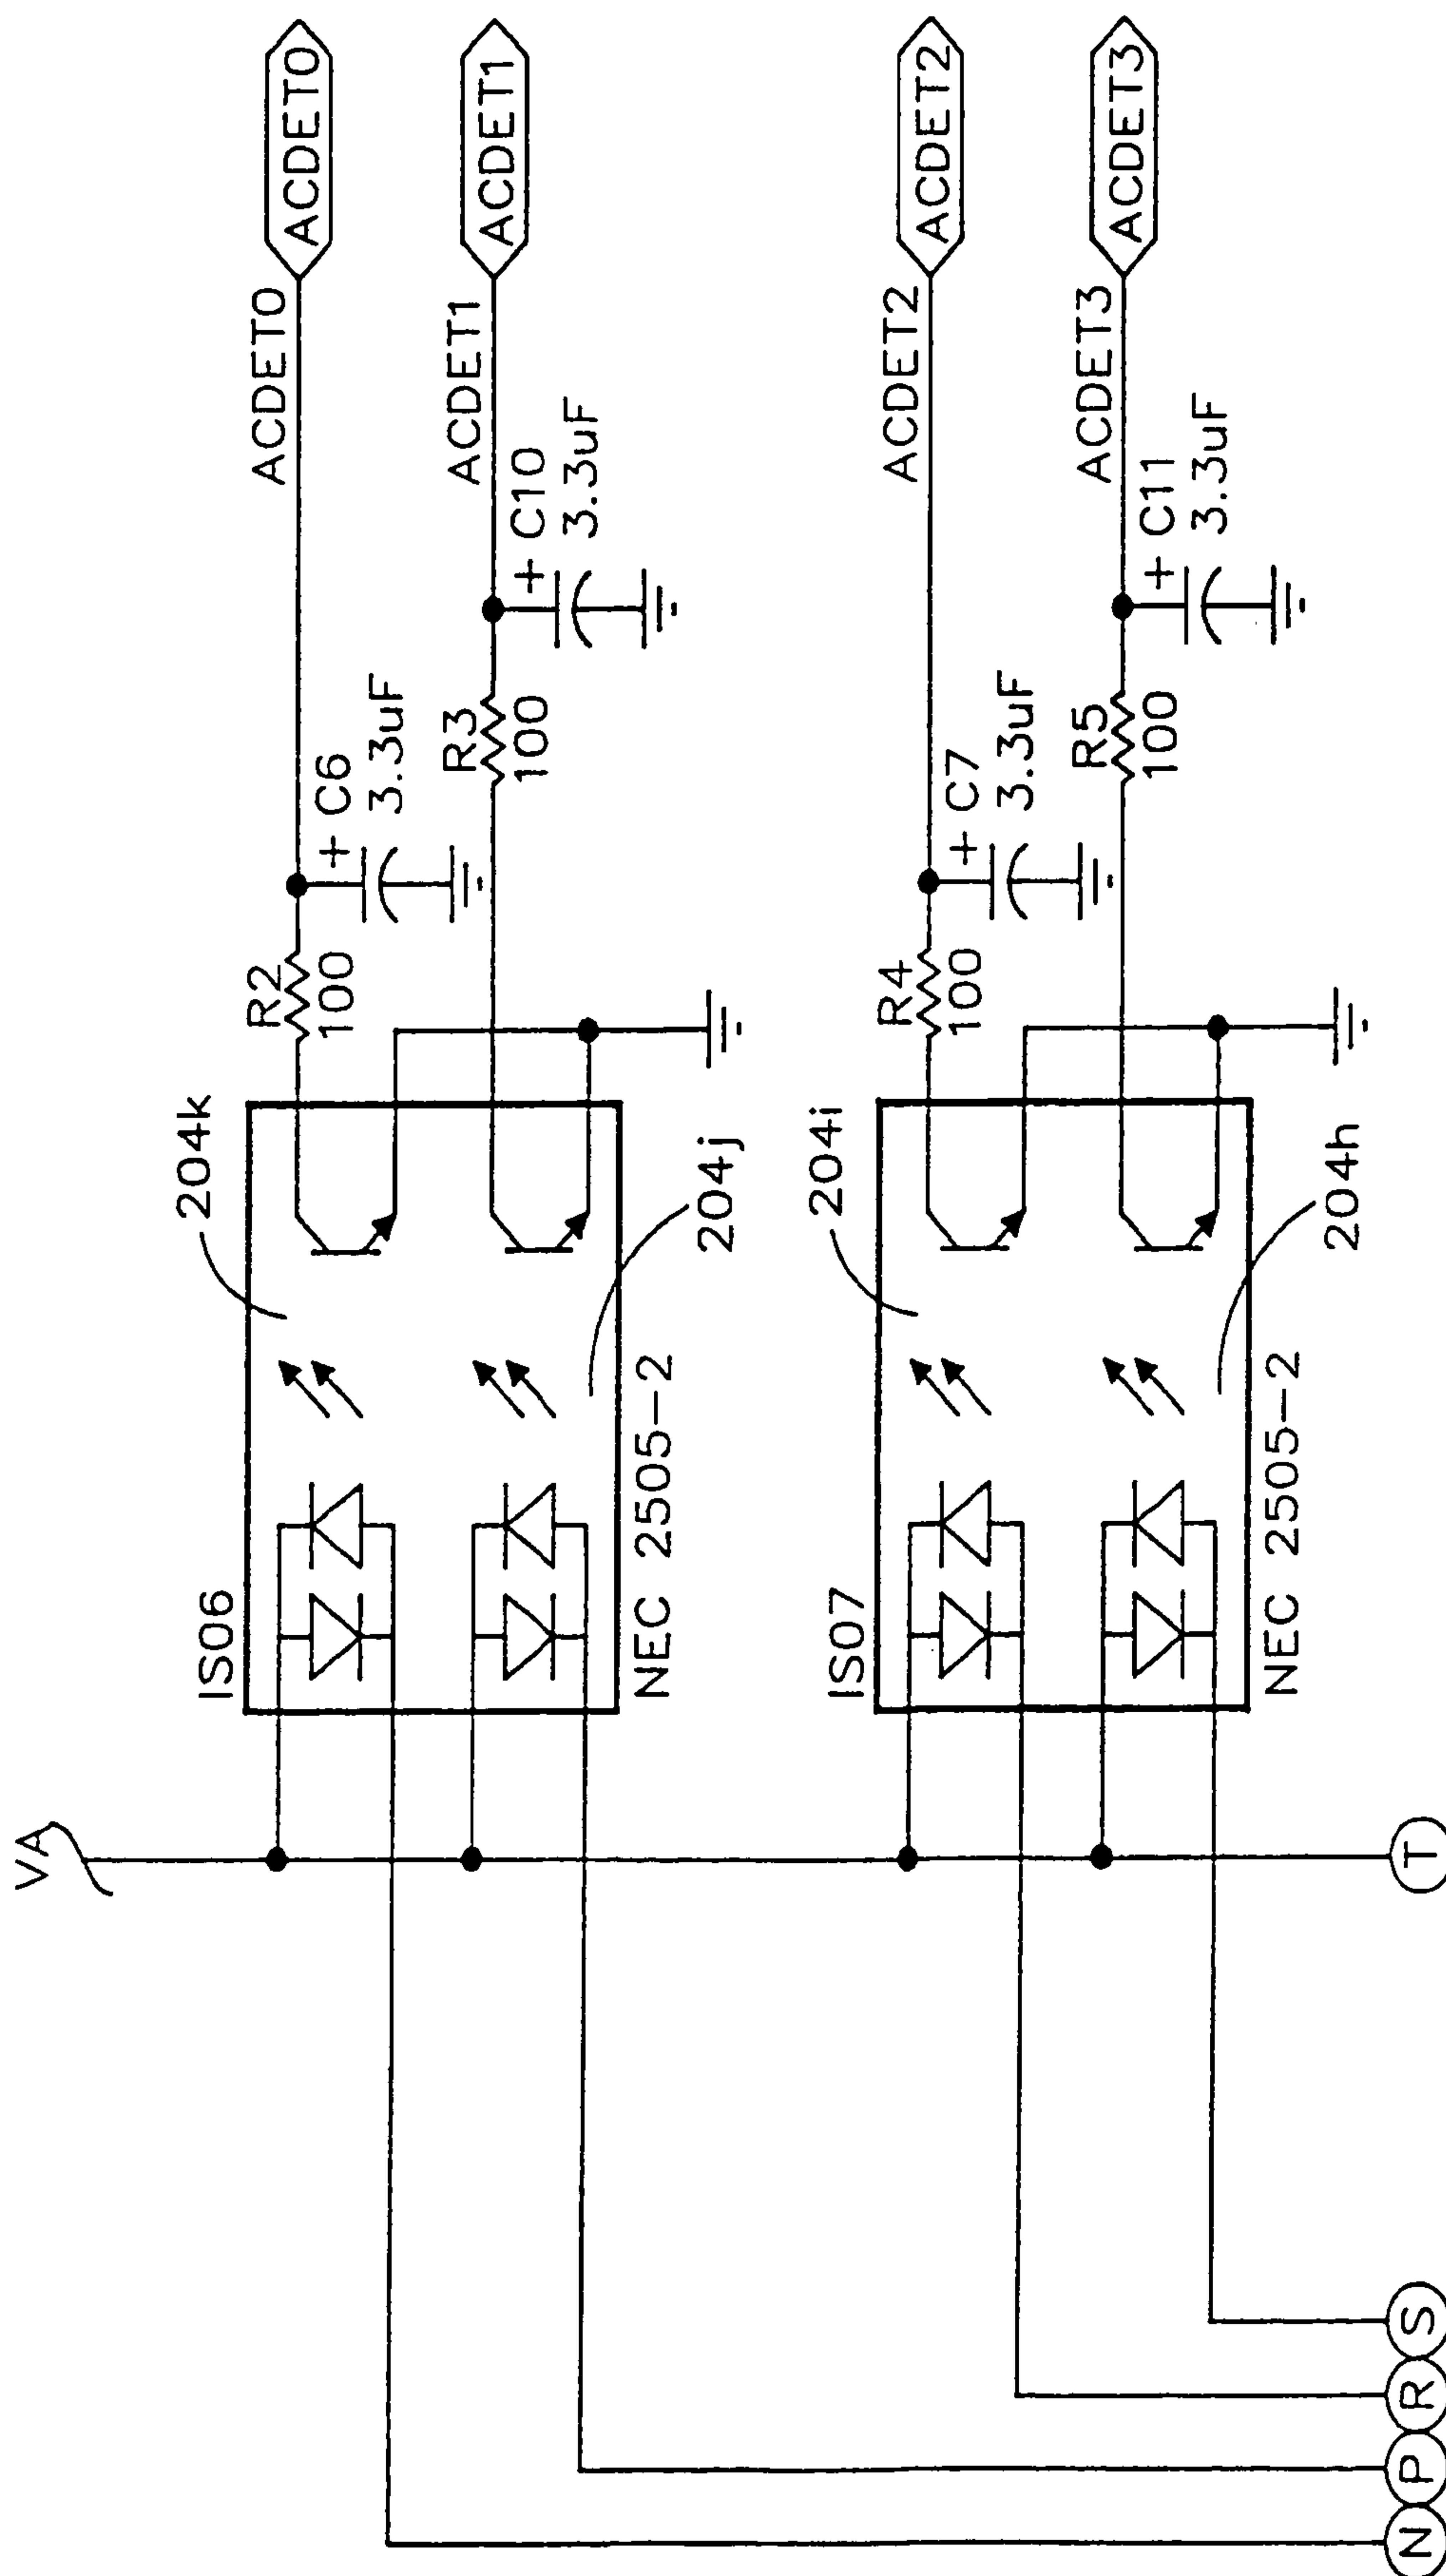 ACDET0
ACDET0
C6
3.3uF
R2
100
ACDET1
ACDET1
C10
3.3uF
R3
100
204k
204j
ISO6
NEC 2505-2
ACDET2
ACDET2
C7
3.3uF
R4
100
ACDET3
ACDET3
C11
3.3uF
R5
100
204i
204h
ISO7
NEC 2505-2
VA
T
S
R
P
N